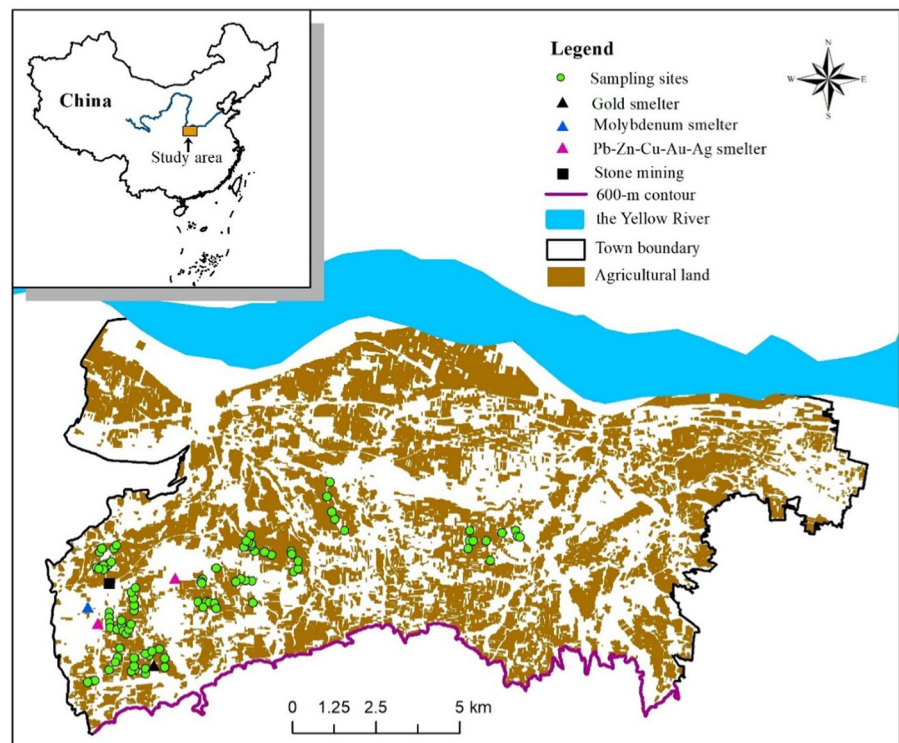 China
Study area
Legend
Sampling sites
Gold smelter
Molybdenum smelter
Pb-Zn-Cu-Au-Ag smelter
Stone mining
600-m contour
the Yellow River
Town boundary
Agricultural land
N
W E
S
0 1.25 2.5 5 km